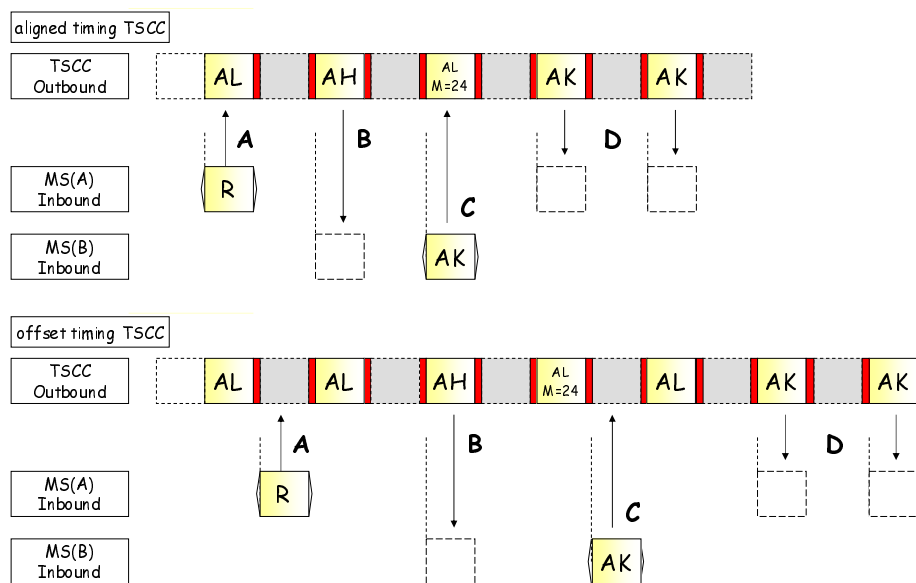 aligned timing TSCC
TSCC
Outbound
AL
AH
AL
M=24
AK
AK
A
B
D
MS(A)
Inbound
R
C
MS(B)
Inbound
AK
offset timing TSCC
TSCC
Outbound
AL
AL
AH
AL
M=24
AL
AK
AK
A
B
D
MS(A)
Inbound
R
C
MS(B)
Inbound
AK